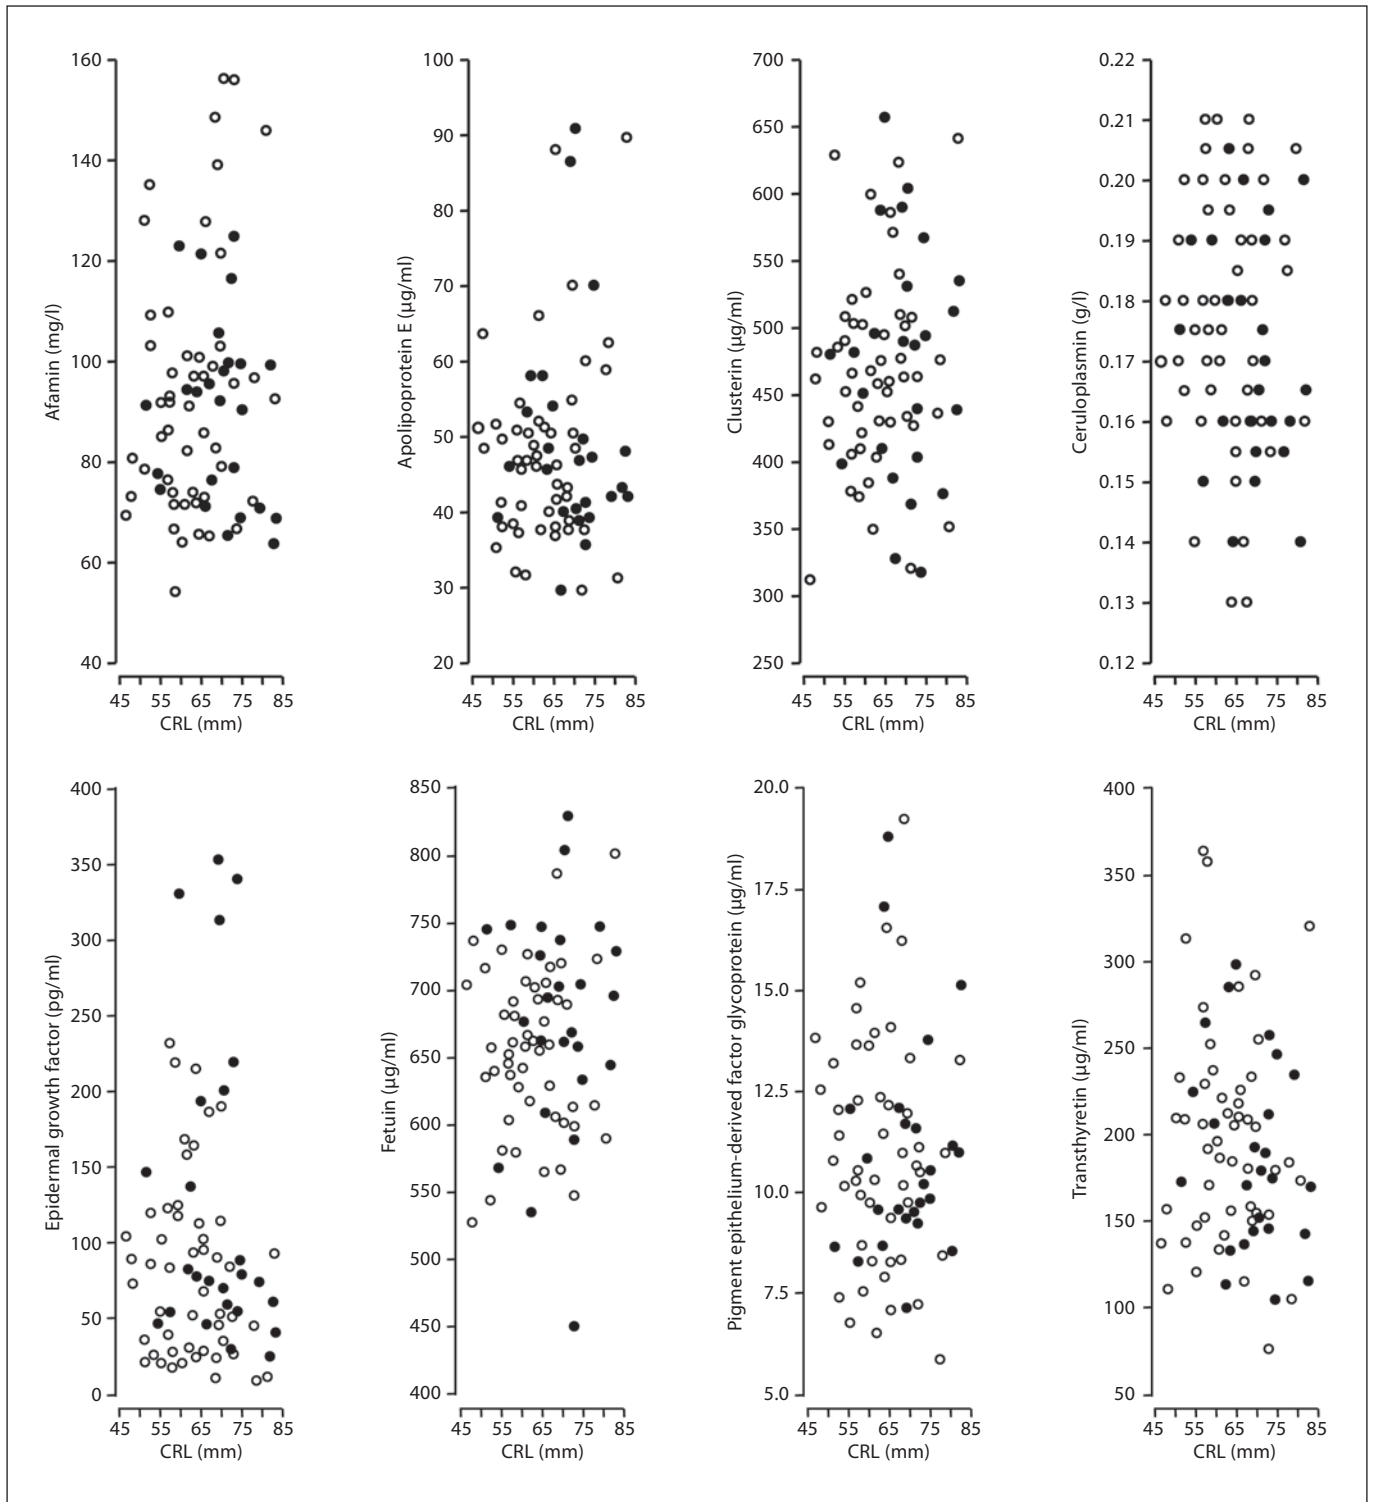 160
140
120
100
80
60
40
Afamin (mg/l)
45 55 65 75 85
CRL (mm)
100
90
80
70
60
50
40
30
20
Apolipoprotein E (µg/ml)
45 55 65 75 85
CRL (mm)
700
650
600
550
500
450
400
350
300
250
Clusterin (µg/ml)
45 55 65 75 85
CRL (mm)
0.22
0.21
0.20
0.19
0.18
0.17
0.16
0.15
0.14
0.13
0.12
Ceruloplasmin (g/l)
45 55 65 75 85
CRL (mm)
400
350
300
250
200
150
100
50
0
Epidermal growth factor (pg/ml)
45 55 65 75 85
CRL (mm)
850
800
750
700
650
600
550
500
450
400
Fetuin (µg/ml)
45 55 65 75 85
CRL (mm)
20.0
17.5
15.0
12.5
10.0
7.5
5.0
Pigment epithelium-derived factor glycoprotein (µg/ml)
45 55 65 75 85
CRL (mm)
400
350
300
250
200
150
100
50
Transthyretin (µg/ml)
45 55 65 75 85
CRL (mm)